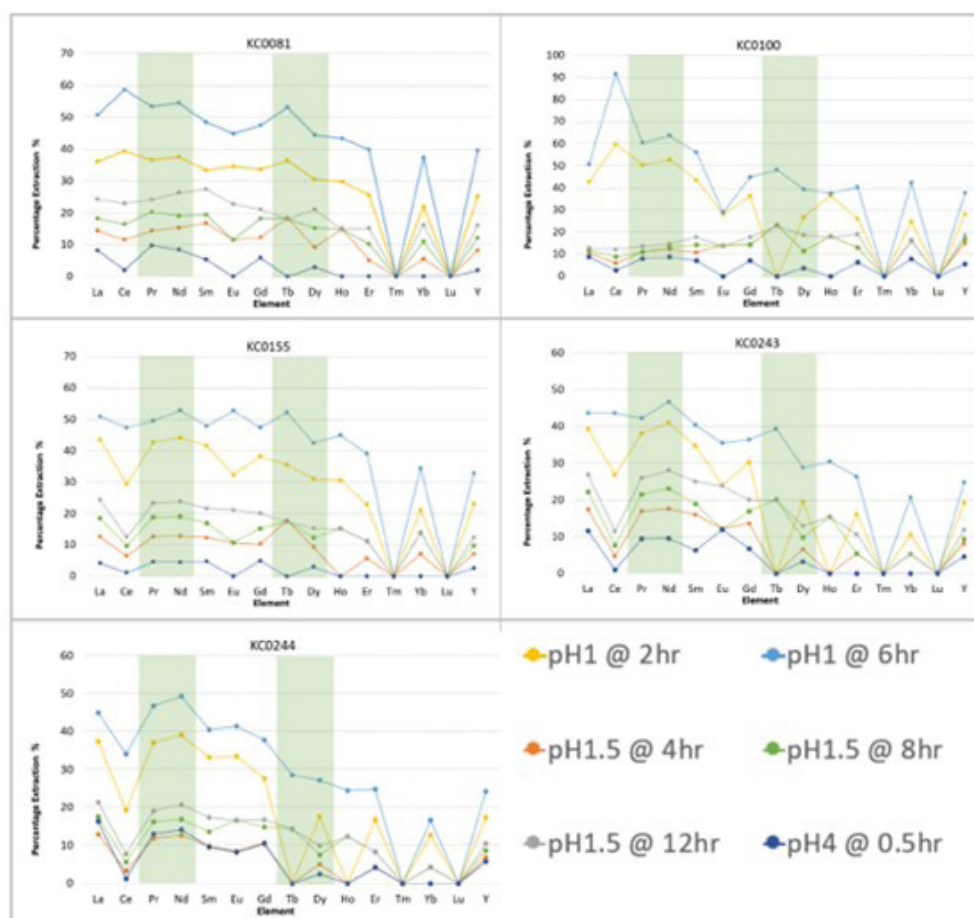 KC0081
70
60
50
40
30
20
10
0
Percentage Extraction %
La Ce Pr Nd Sm Eu Gd Tb Dy Ho Er Tm Yb Lu Y
Element
KC0100
100
90
80
70
60
50
40
30
20
10
0
Percentage Extraction %
La Ce Pr Nd Sm Eu Gd Tb Dy Ho Er Tm Yb Lu Y
Element
KC0155
70
60
50
40
30
20
10
0
Percentage Extraction %
La Ce Pr Nd Sm Eu Gd Tb Dy Ho Er Tm Yb Lu Y
Element
KC0243
60
50
40
30
20
10
0
Percentage Extraction %
La Ce Pr Nd Sm Eu Gd Tb Dy Ho Er Tm Yb Lu Y
Element
KC0244
60
50
40
30
20
10
0
Percentage Extraction %
La Ce Pr Nd Sm Eu Gd Tb Dy Ho Er Tm Yb Lu Y
Element
pH1 @ 2hr
pH1 @ 6hr
pH1.5 @ 4hr
pH1.5 @ 8hr
pH1.5 @ 12hr
pH4 @ 0.5hr